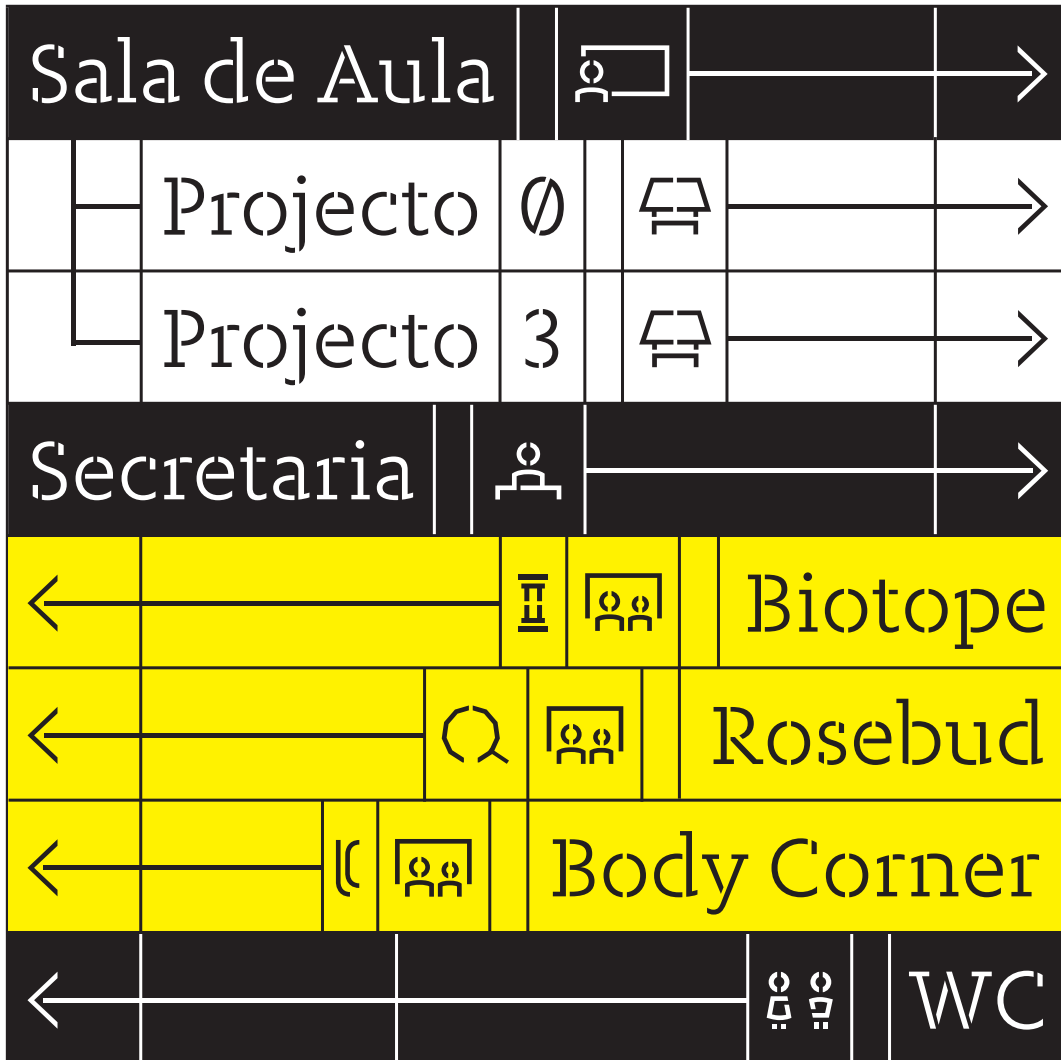 Sala de Aula
Projecto 0
Projecto 3
Secretaria
Biotope
Rosebud
Body Corner
WC